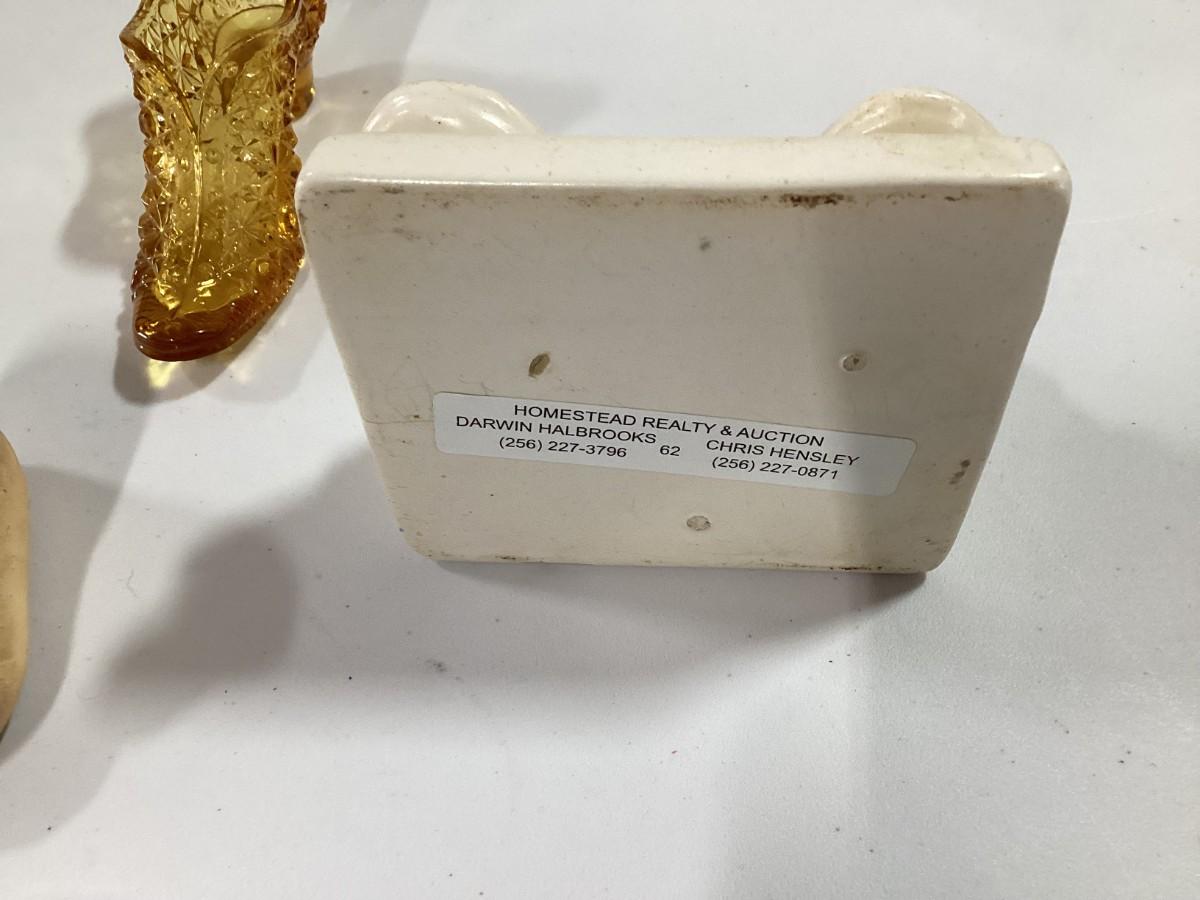 HOMESTEAD REALTY & AUCTION
DARWIN HALBROOKS 62 CHRIS HENSLEY
(256) 227-3796 (256) 227-0871